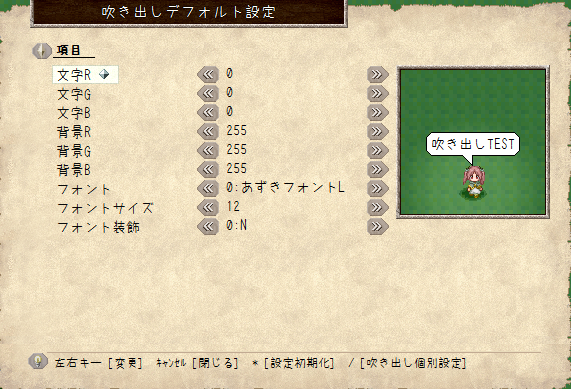 吹き出しデフォルト設定
項目
文字R 0
文字G 0
文字B 0
背景R 255
背景G 255
背景B 255
フォント 0:あずきフォントL
フォントサイズ 12
フォント装飾 0:N
吹き出しTEST
左右キー [変更] ｷｬﾝｾﾙ [閉じる] * [設定初期化] / [吹き出し個別設定]